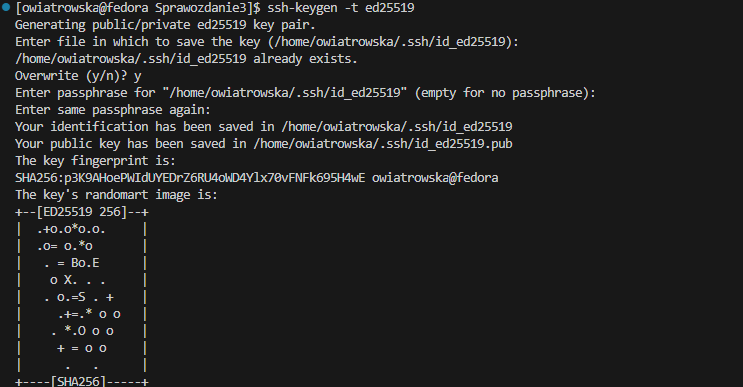 [owiatrowska@fedora Sprawozdanie3]$ ssh-keygen -t ed25519
Generating public/private ed25519 key pair.
Enter file in which to save the key (/home/owiatrowska/.ssh/id_ed25519):
/home/owiatrowska/.ssh/id_ed25519 already exists.
Overwrite (y/n)? y
Enter passphrase for "/home/owiatrowska/.ssh/id_ed25519" (empty for no passphrase):
Enter same passphrase again:
Your identification has been saved in /home/owiatrowska/.ssh/id_ed25519
Your public key has been saved in /home/owiatrowska/.ssh/id_ed25519.pub
The key fingerprint is:
SHA256:p3K9AHoePWIdUYEDrZ6RU4oWD4Ylx70vFNFk695H4wE owiatrowska@fedora
The key's randomart image is:
+--[ED25519 256]--+
|  .+o.o*o.o.     |
|  .o= o.*o       |
|   . = Bo.E      |
|    o X. . .     |
|   . o.=S . +    |
|     .+=.* o o   |
|    . *.O o o    |
|     + = o o     |
|      .   .      |
+----[SHA256]-----+